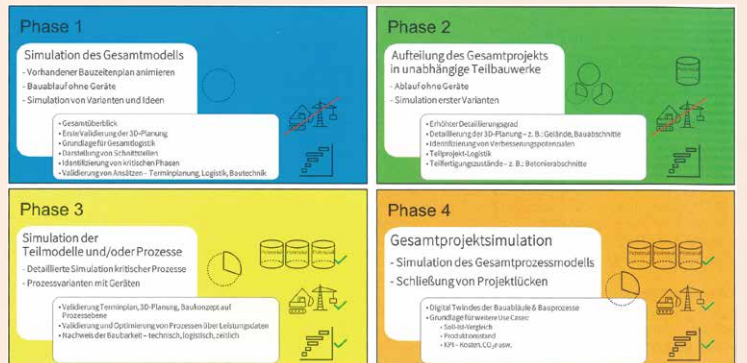 Phase 1
Simulation des Gesamtmodells
- Vorhandener Bauzeitenplan animieren
- Bauablauf ohne Geräte
- Simulation von Varianten und Ideen
• Gesamtüberblick
• Erste Validierung der 3D-Planung
• Grundlage für Gesamtlogistik
• Darstellung von Schnittstellen
• Identifizierung von kritischen Phasen
• Validierung von Ansätzen – Terminplanung, Logistik, Bautechnik
Phase 2
Aufteilung des Gesamtprojekts
in unabhängige Teilbauwerke
- Ablauf ohne Geräte
- Simulation erster Varianten
• Erhöhter Detaillierungsgrad
• Detaillierung der 3D-Planung – z. B.: Gelände, Bauabschnitte
• Identifizierung von Verbesserungspotenzialen
• Teilprojekt-Logistik
• Teilfertigungszustände – z. B.: Betonierabschnitte
Phase 3
Simulation der
Teilmodelle und/oder Prozesse
- Detaillierte Simulation kritischer Prozesse
- Prozessvarianten mit Geräten
• Validierung Terminplan, 3D-Planung, Baukonzept auf
Prozessebene
• Validierung und Optimierung von Prozessen über Leistungsdaten
• Nachweis der Baubarkeit – technisch, logistisch, zeitlich
Phase 4
Gesamtprojektsimulation
- Simulation des Gesamtprozessmodells
- Schließung von Projektlücken
• Digital Twin des Bauabläufe & Bauprozesse
• Grundlage für weitere Use Cases:
• Soll-Ist-Vergleich
• Produktionsstand
• KPI – Kosten, CO₂ usw.